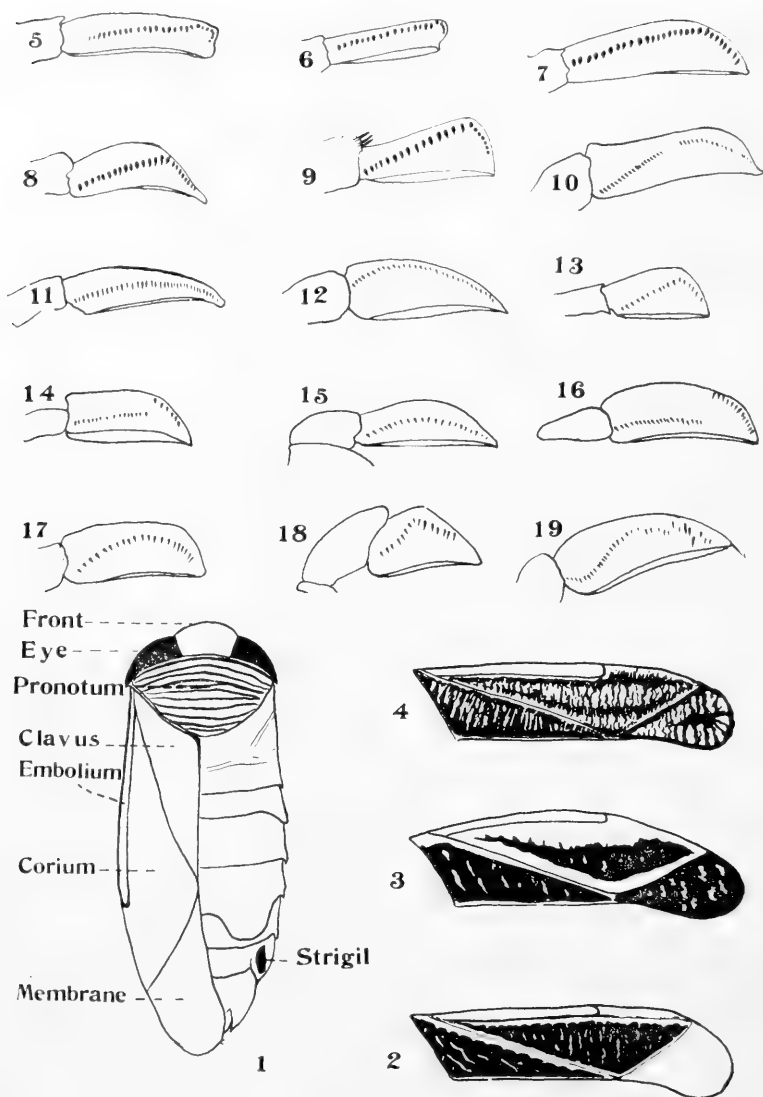 5 6 7
8 9 10
11 12 13
14 15 16
17 18 19
Front
Eye
Pronotum
Clavus
Embolium
Corium
Membrane
Strigil
1
4
3
2